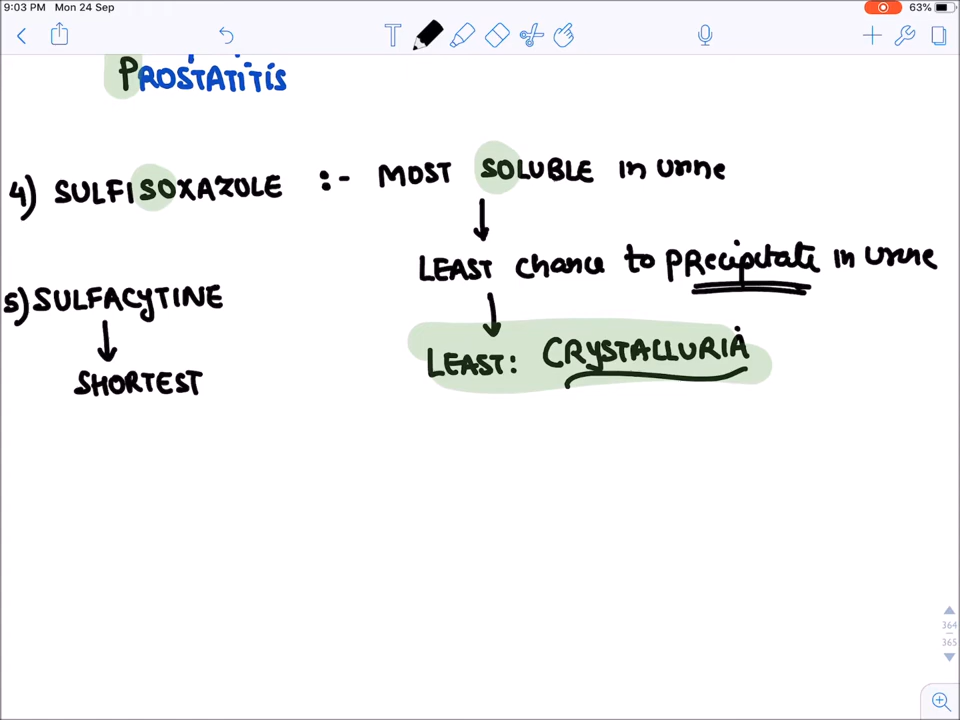 9:03 PM Mon 24 Sep 63%
T
PROSTATITIS
4) SULFISOXAZOLE :- MOST SOLUBLE in urine
LEAST chance to precipitate in urine
5) SULFACYTINE
LEAST: CRYSTALLURIA
SHORTEST
364
365